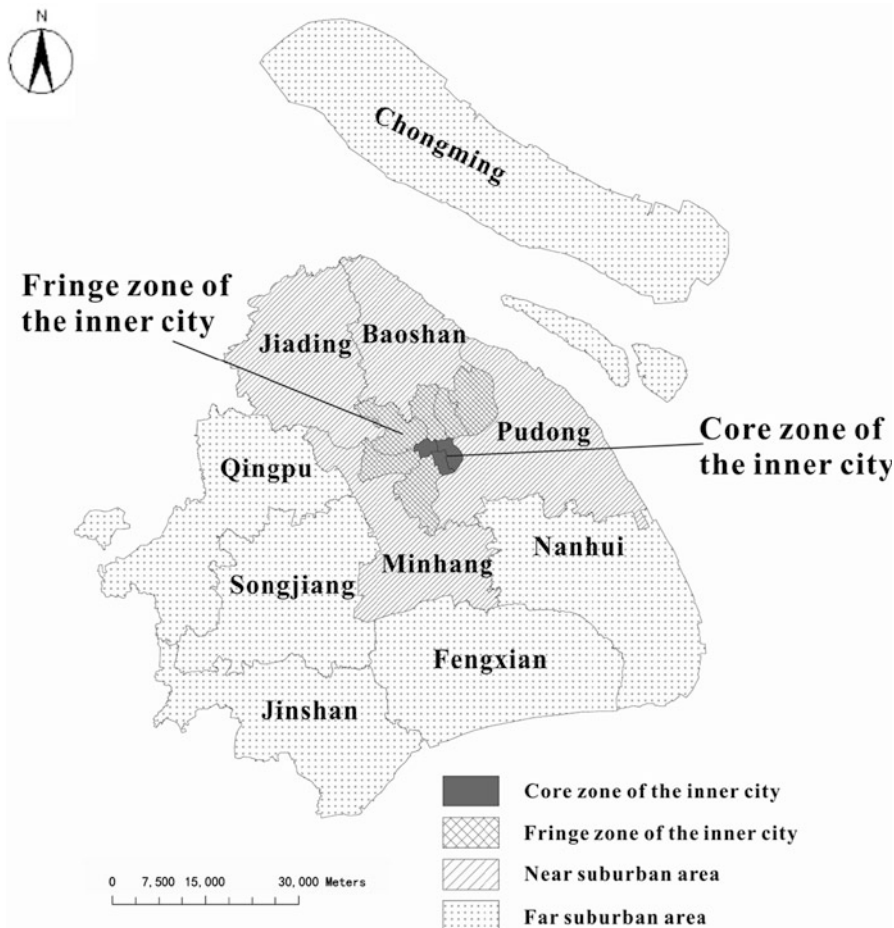 N
Chongming
Fringe zone of
the inner city
Jiading
Baoshan
Pudong
Core zone of
the inner city
Qingpu
Nanhui
Minhang
Songjiang
Fengxian
Jinshan
Core zone of the inner city
Fringe zone of the inner city
Near suburban area
Far suburban area
0 7,500 15,000 30,000 Meters